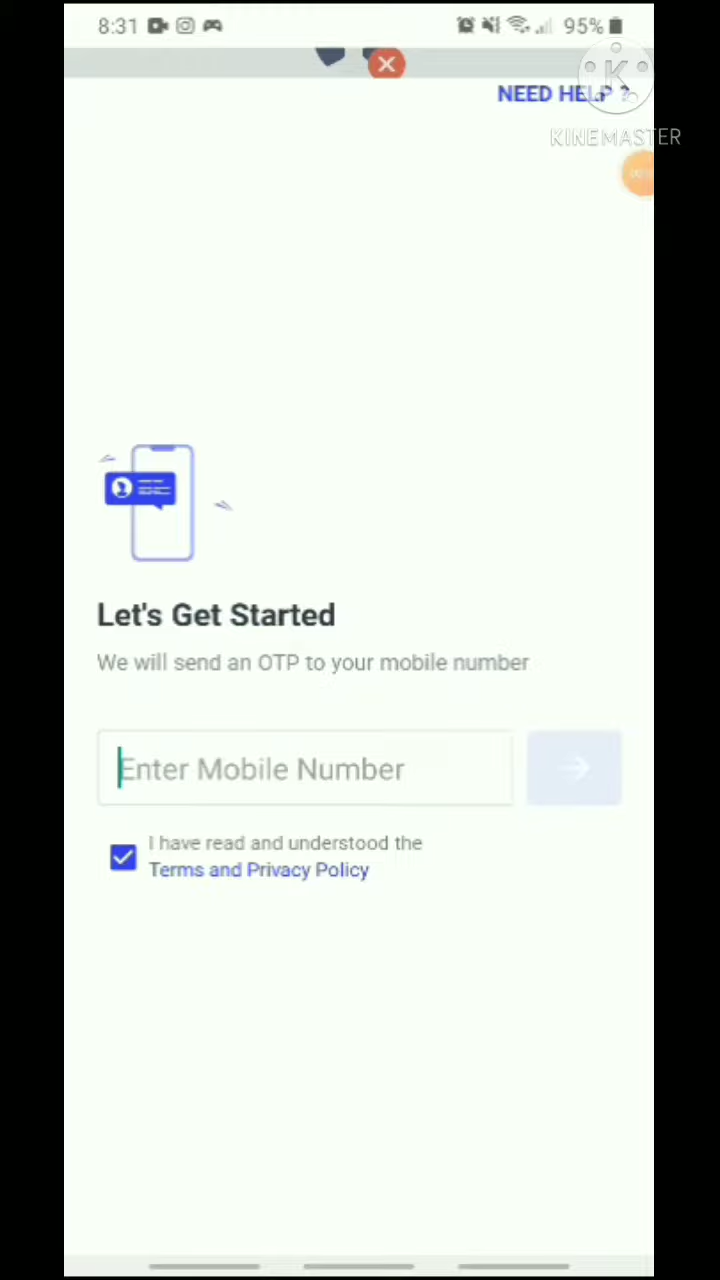 8:31
95%
NEED HELP ?
KINEMASTER
Let's Get Started
We will send an OTP to your mobile number
Enter Mobile Number
I have read and understood the
Terms and Privacy Policy